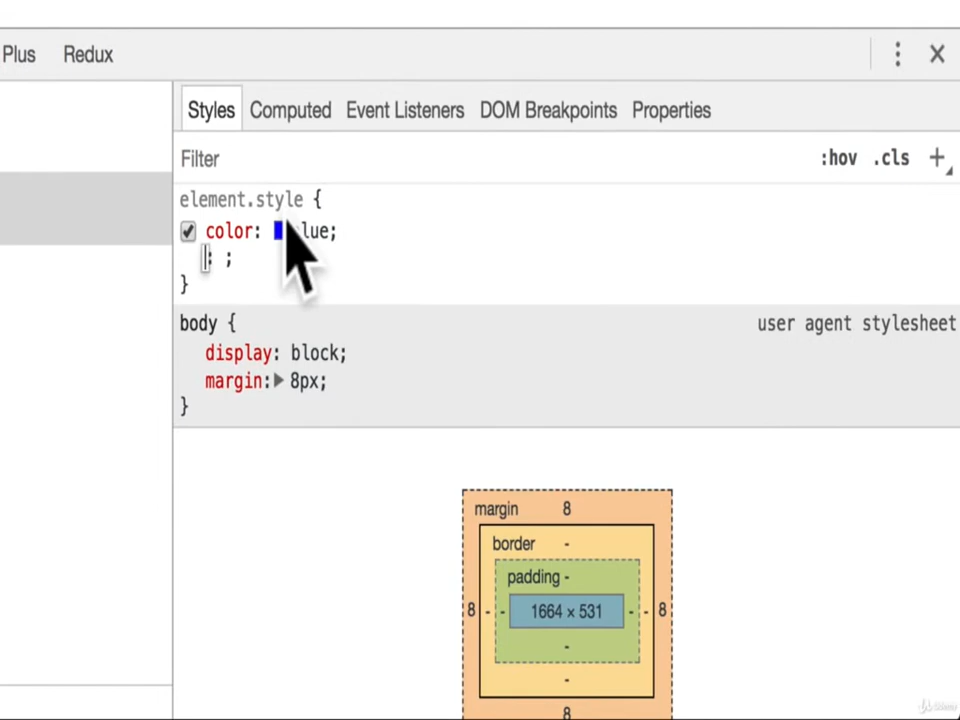 Plus Redux
Styles Computed Event Listeners DOM Breakpoints Properties
Filter :hov .cls +
element.style {
color: lue;
: ;
}
body { user agent stylesheet
display: block;
margin: 8px;
}
margin 8
border -
padding -
8 - - 1664 × 531 - - 8
-
-
8